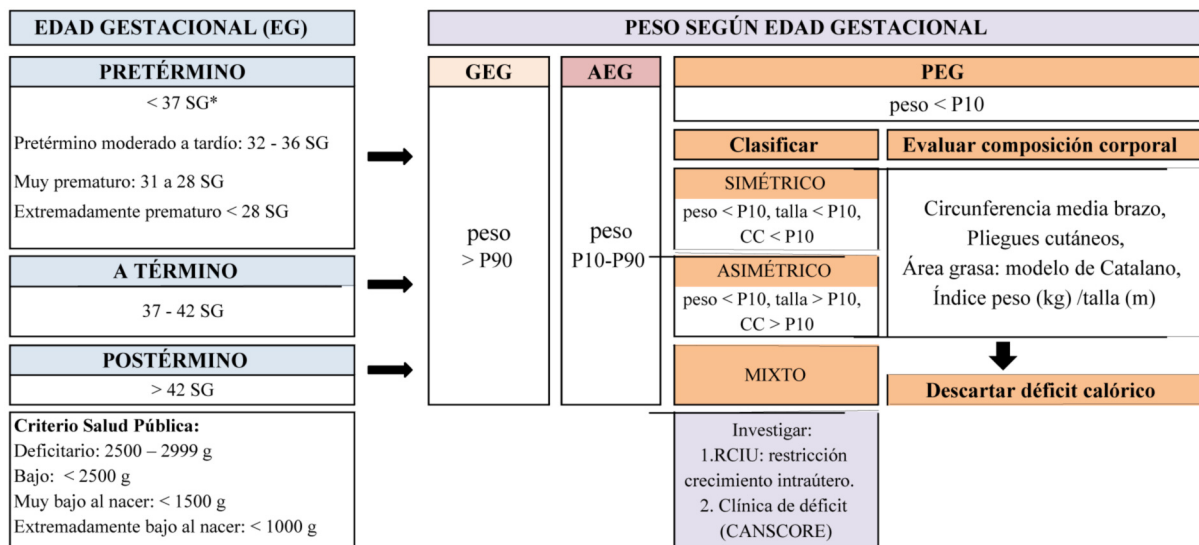 EDAD GESTACIONAL (EG)
PRETÉRMINO
< 37 SG*
Pretérmino moderado a tardío: 32 - 36 SG
Muy prematuro: 31 a 28 SG
Extremadamente prematuro < 28 SG
A TÉRMINO
37 - 42 SG
POSTÉRMINO
> 42 SG
Criterio Salud Pública:
Deficitario: 2500 – 2999 g
Bajo: < 2500 g
Muy bajo al nacer: < 1500 g
Extremadamente bajo al nacer: < 1000 g
PESO SEGÚN EDAD GESTACIONAL
GEG
peso
> P90
AEG
peso
P10-P90
PEG
peso < P10
Clasificar
SIMÉTRICO
peso < P10, talla < P10,
CC < P10
ASIMÉTRICO
peso < P10, talla > P10,
CC > P10
MIXTO
Investigar:
1.RCIU: restricción
crecimiento intraútero.
2. Clínica de déficit
(CANSCORE)
Evaluar composición corporal
Circunferencia media brazo,
Pliegues cutáneos,
Área grasa: modelo de Catalano,
Índice peso (kg) /talla (m)
Descartar déficit calórico